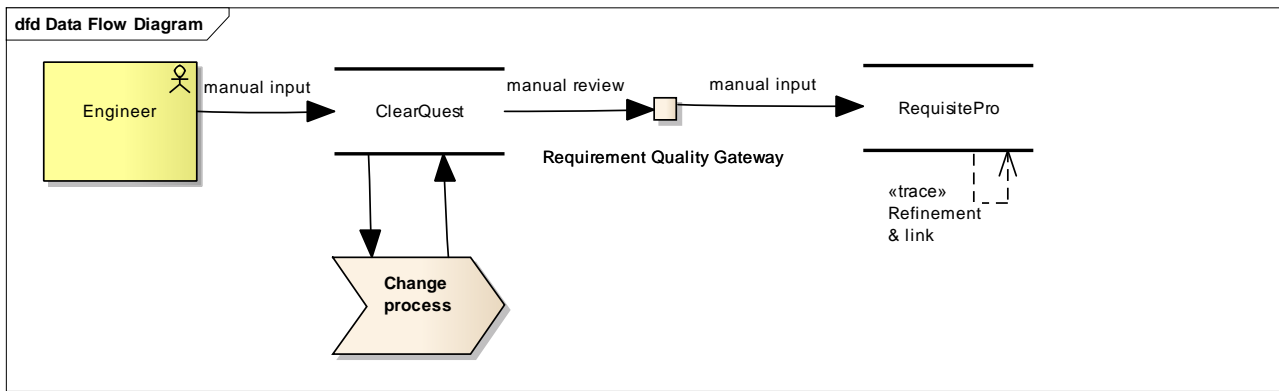 dfd Data Flow Diagram
Engineer
manual input
ClearQuest
manual review
manual input
RequisitePro
Requirement Quality Gateway
«trace»
Refinement
& link
Change
process